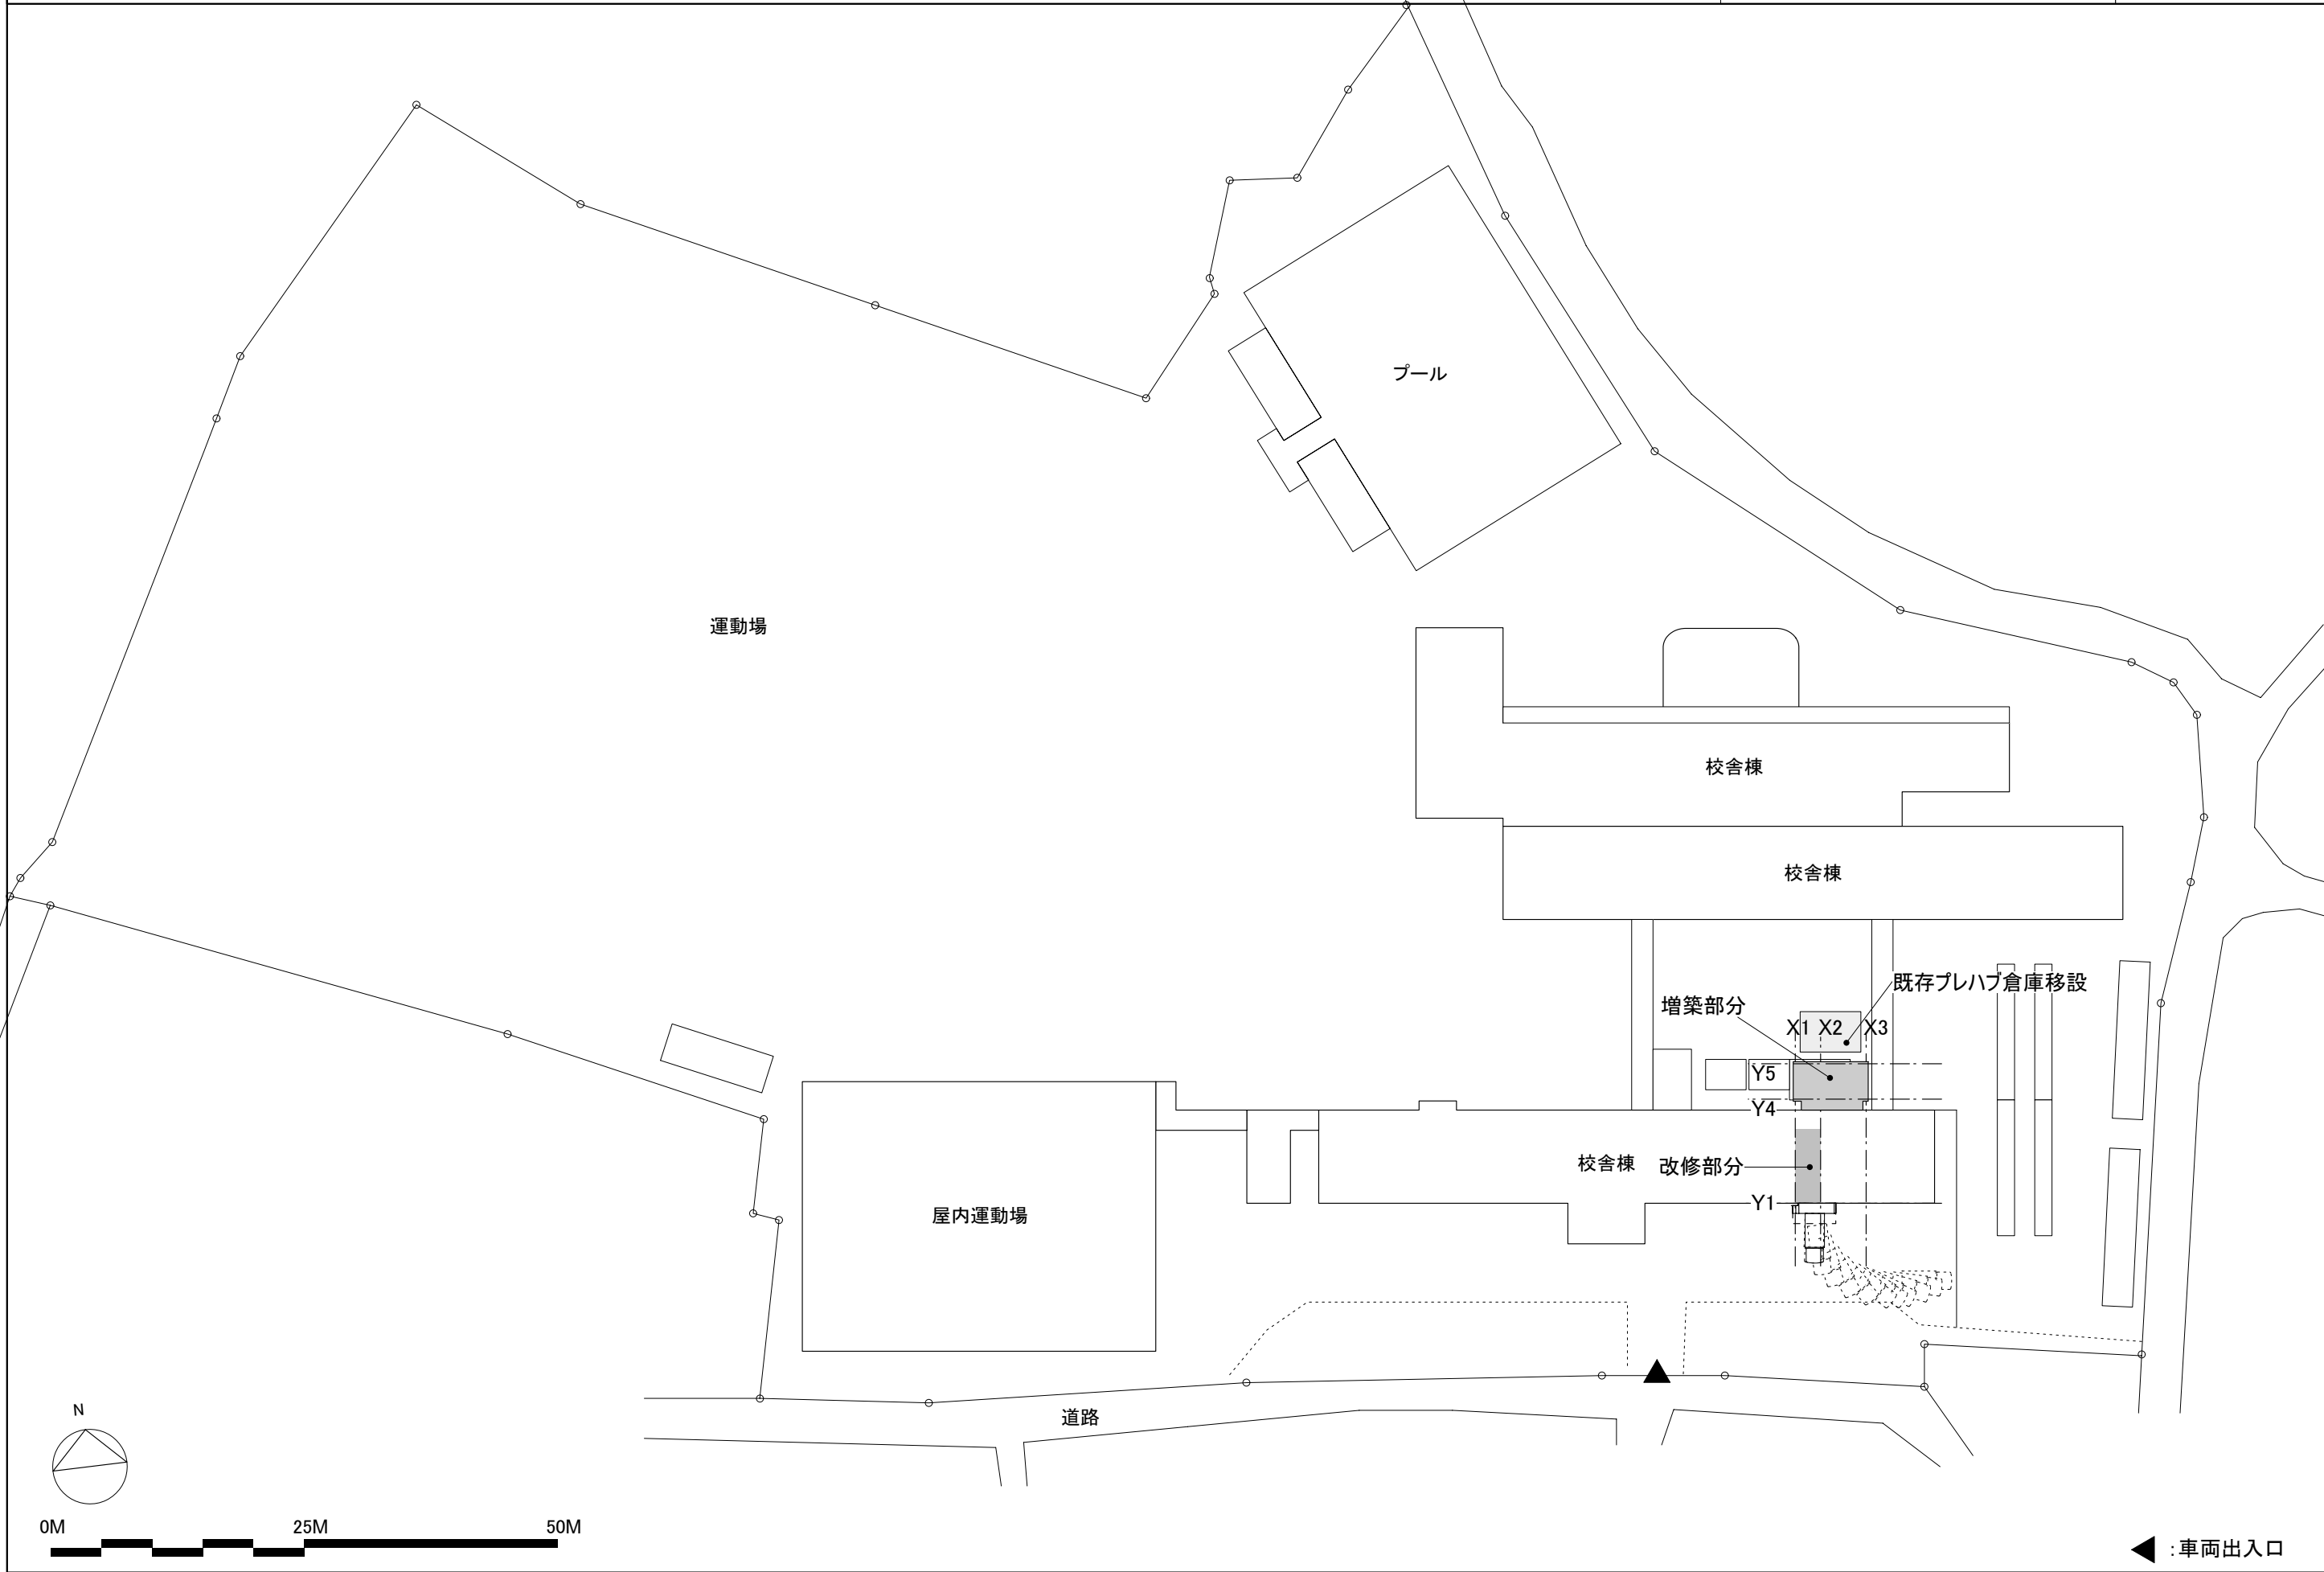 プール
運動場
校舎棟
校舎棟
既存プレハブ倉庫移設
増築部分
X1 X2 X3
Y5
Y4
校舎棟 改修部分
Y1
屋内運動場
道路
N
0M 25M 50M
:車両出入口